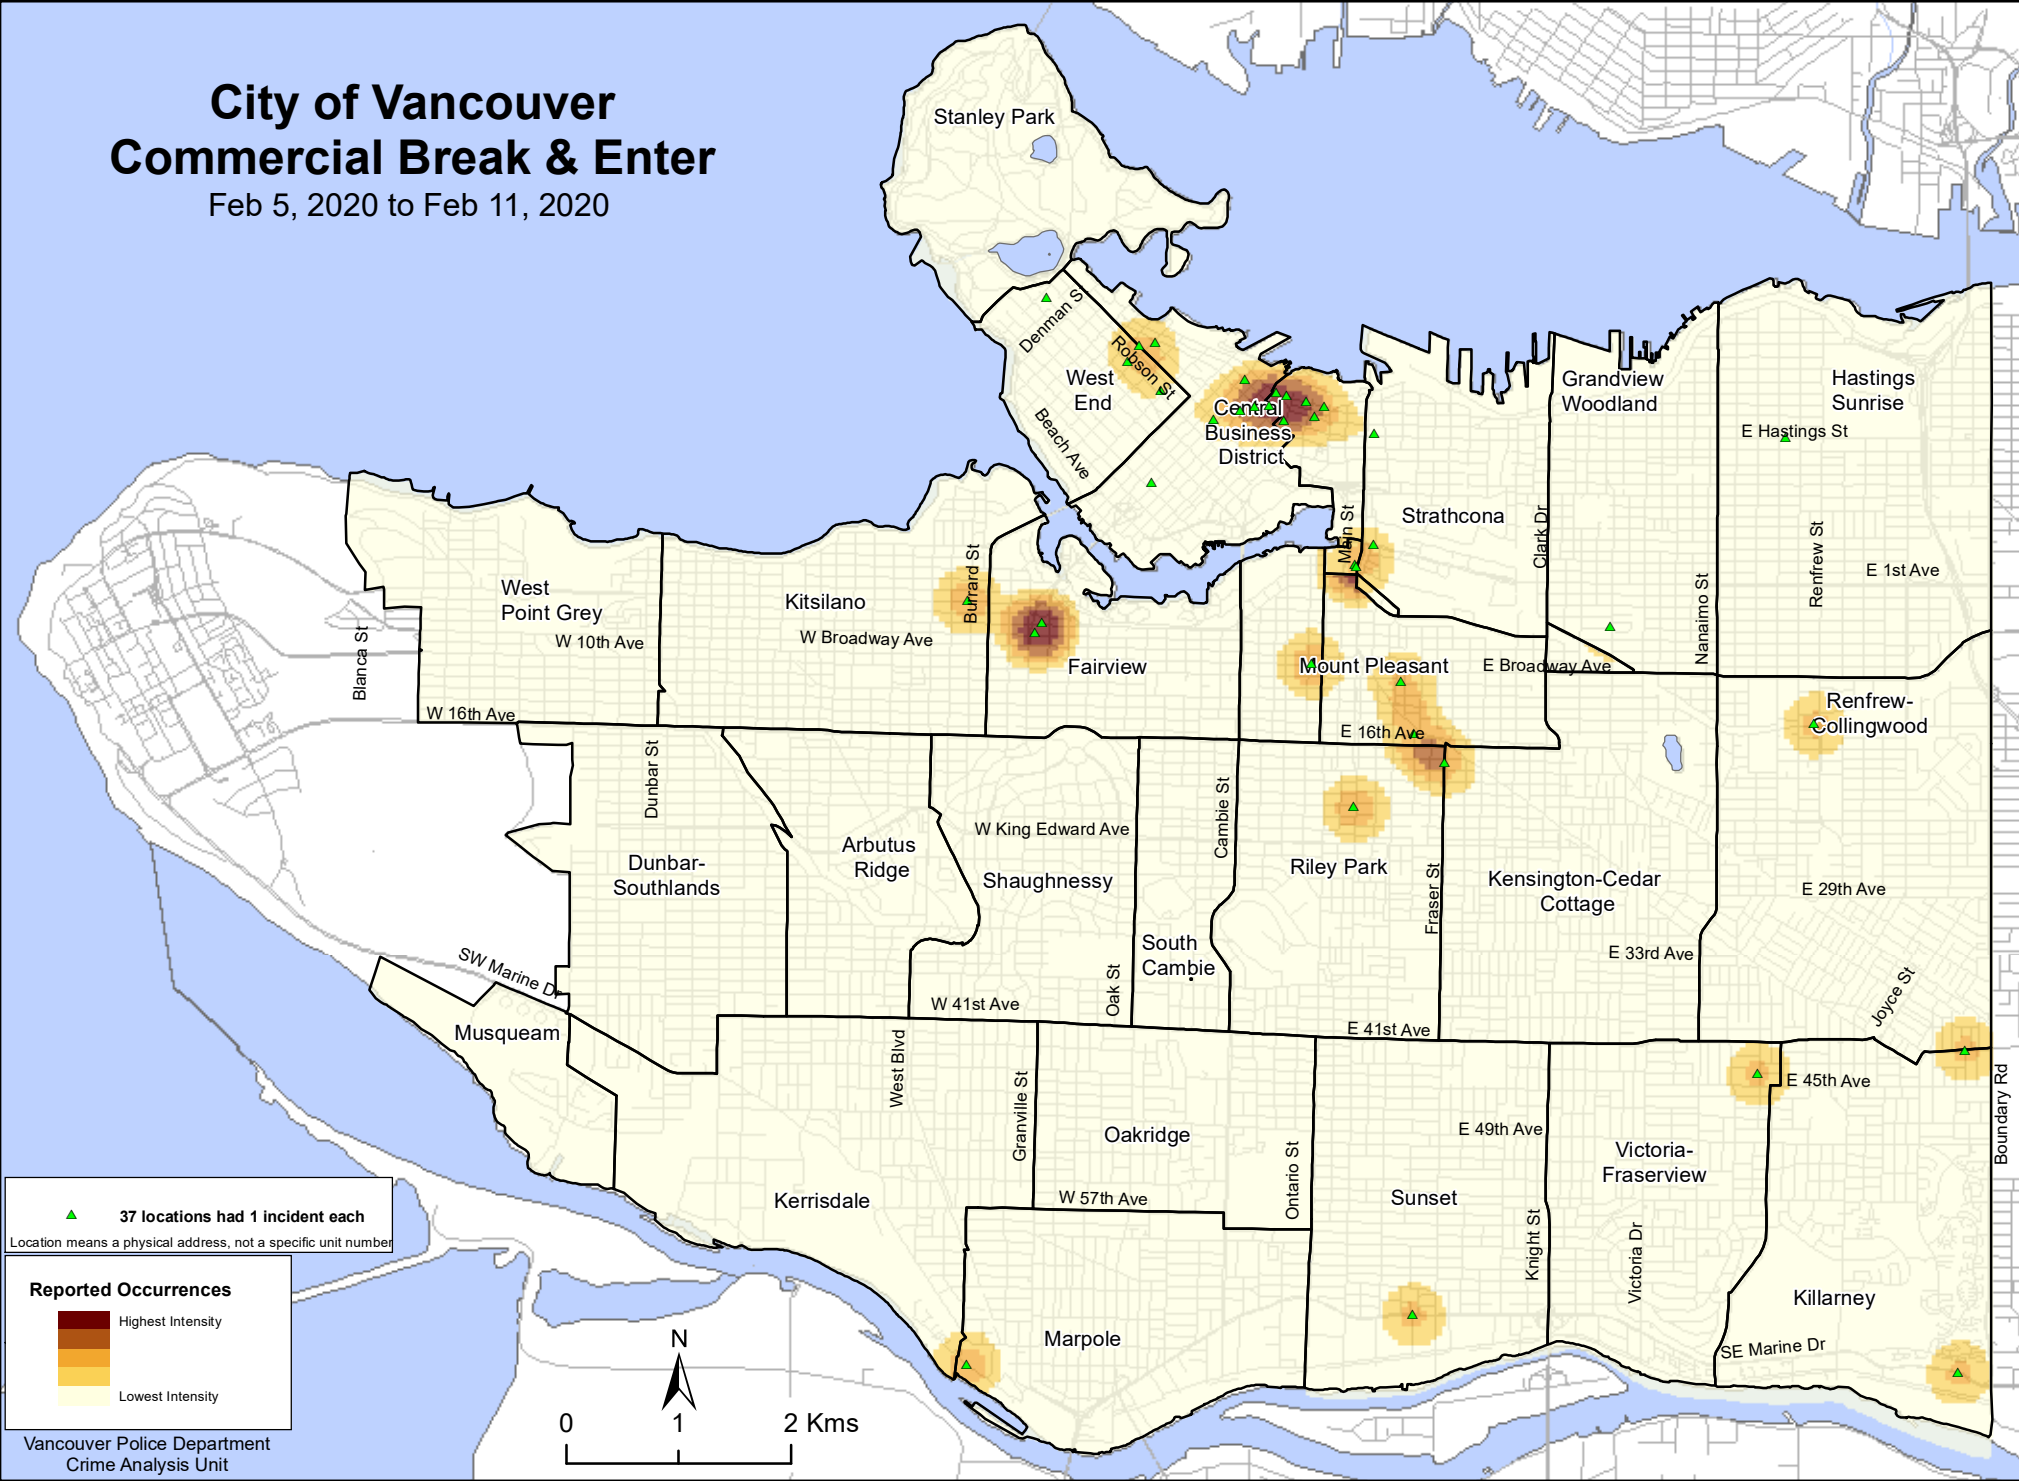 City of Vancouver
Commercial Break & Enter
Feb 5, 2020 to Feb 11, 2020
Stanley Park
Denman St
Robson St
West
End
Beach Ave
Central
Business
District
Grandview
Woodland
Hastings
Sunrise
E Hastings St
Strathcona
Main St
Clark Dr
Renfrew St
E 1st Ave
Nanaimo St
West
Point Grey
W 10th Ave
Blanca St
W 16th Ave
Kitsilano
W Broadway Ave
Burrard St
Fairview
Mount Pleasant
E Broadway Ave
E 16th Ave
Renfrew-
Collingwood
Dunbar St
Dunbar-
Southlands
Arbutus
Ridge
W King Edward Ave
Shaughnessy
Cambie St
Riley Park
Fraser St
Kensington-Cedar
Cottage
E 29th Ave
E 33rd Ave
South
Cambie
Oak St
W 41st Ave
E 41st Ave
Joyce St
SW Marine Dr
Musqueam
West Blvd
Granville St
Oakridge
W 57th Ave
Ontario St
E 49th Ave
Sunset
Knight St
Victoria-
Fraserview
Victoria Dr
E 45th Ave
Boundary Rd
Kerrisdale
Marpole
Killarney
SE Marine Dr
37 locations had 1 incident each
Location means a physical address, not a specific unit number
Reported Occurrences
Highest Intensity
Lowest Intensity
Vancouver Police Department
Crime Analysis Unit
N
0 1 2 Kms